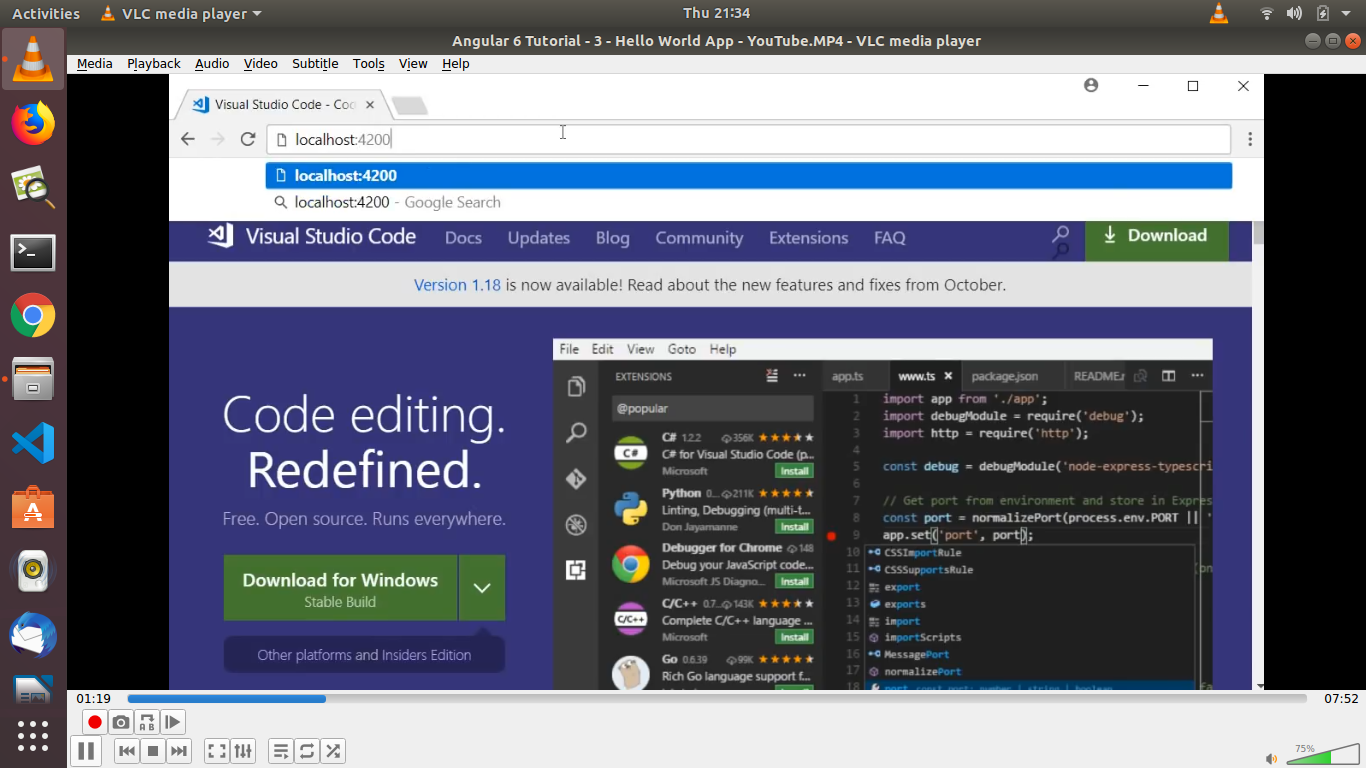 Activities VLC media player Thu 21:34
Angular 6 Tutorial - 3 - Hello World App - YouTube.MP4 - VLC media player
Media Playback Audio Video Subtitle Tools View Help
Visual Studio Code - Co
localhost:4200
localhost:4200
localhost:4200 - Google Search
Visual Studio Code Docs Updates Blog Community Extensions FAQ Download
Version 1.18 is now available! Read about the new features and fixes from October.
File Edit View Goto Help
EXTENSIONS
@popular
C# 1.2.2 356K
C# for Visual Studio Code (p...
Microsoft Install
Python 0... 211K
Linting, Debugging (multi-t...
Don Jayamanne Install
Debugger for Chrome 148
Debug your JavaScript code...
Microsoft JS Diagno... Install
C/C++ 0.7... 143K
Complete C/C++ language ...
Microsoft Install
Go 0.6.39 99K
Rich Go language support f...
app.ts www.ts package.json README.
1 import app from './app';
2 import debugModule = require('debug');
3 import http = require('http');
4
5 const debug = debugModule('node-express-typescri
6
7 // Get port from environment and store in Expres
8 const port = normalizePort(process.env.PORT || '
9 app.set('port', port);
10 CSSImportRule
11 CSSSupportsRule
12 export
13 exports
14 import
15 importScripts
16 MessagePort
17 normalizePort
18
Code editing.
Redefined.
Free. Open source. Runs everywhere.
Download for Windows
Stable Build
Other platforms and Insiders Edition
01:19 07:52
75%